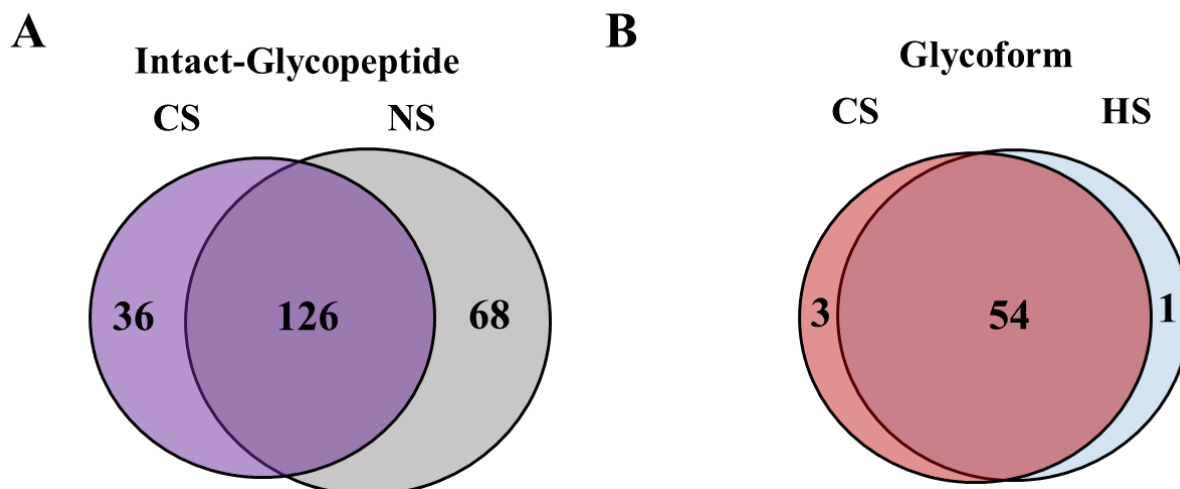 A
Intact-Glycopeptide
CS NS
36 126 68
B
Glycoform
CS HS
3 54 1